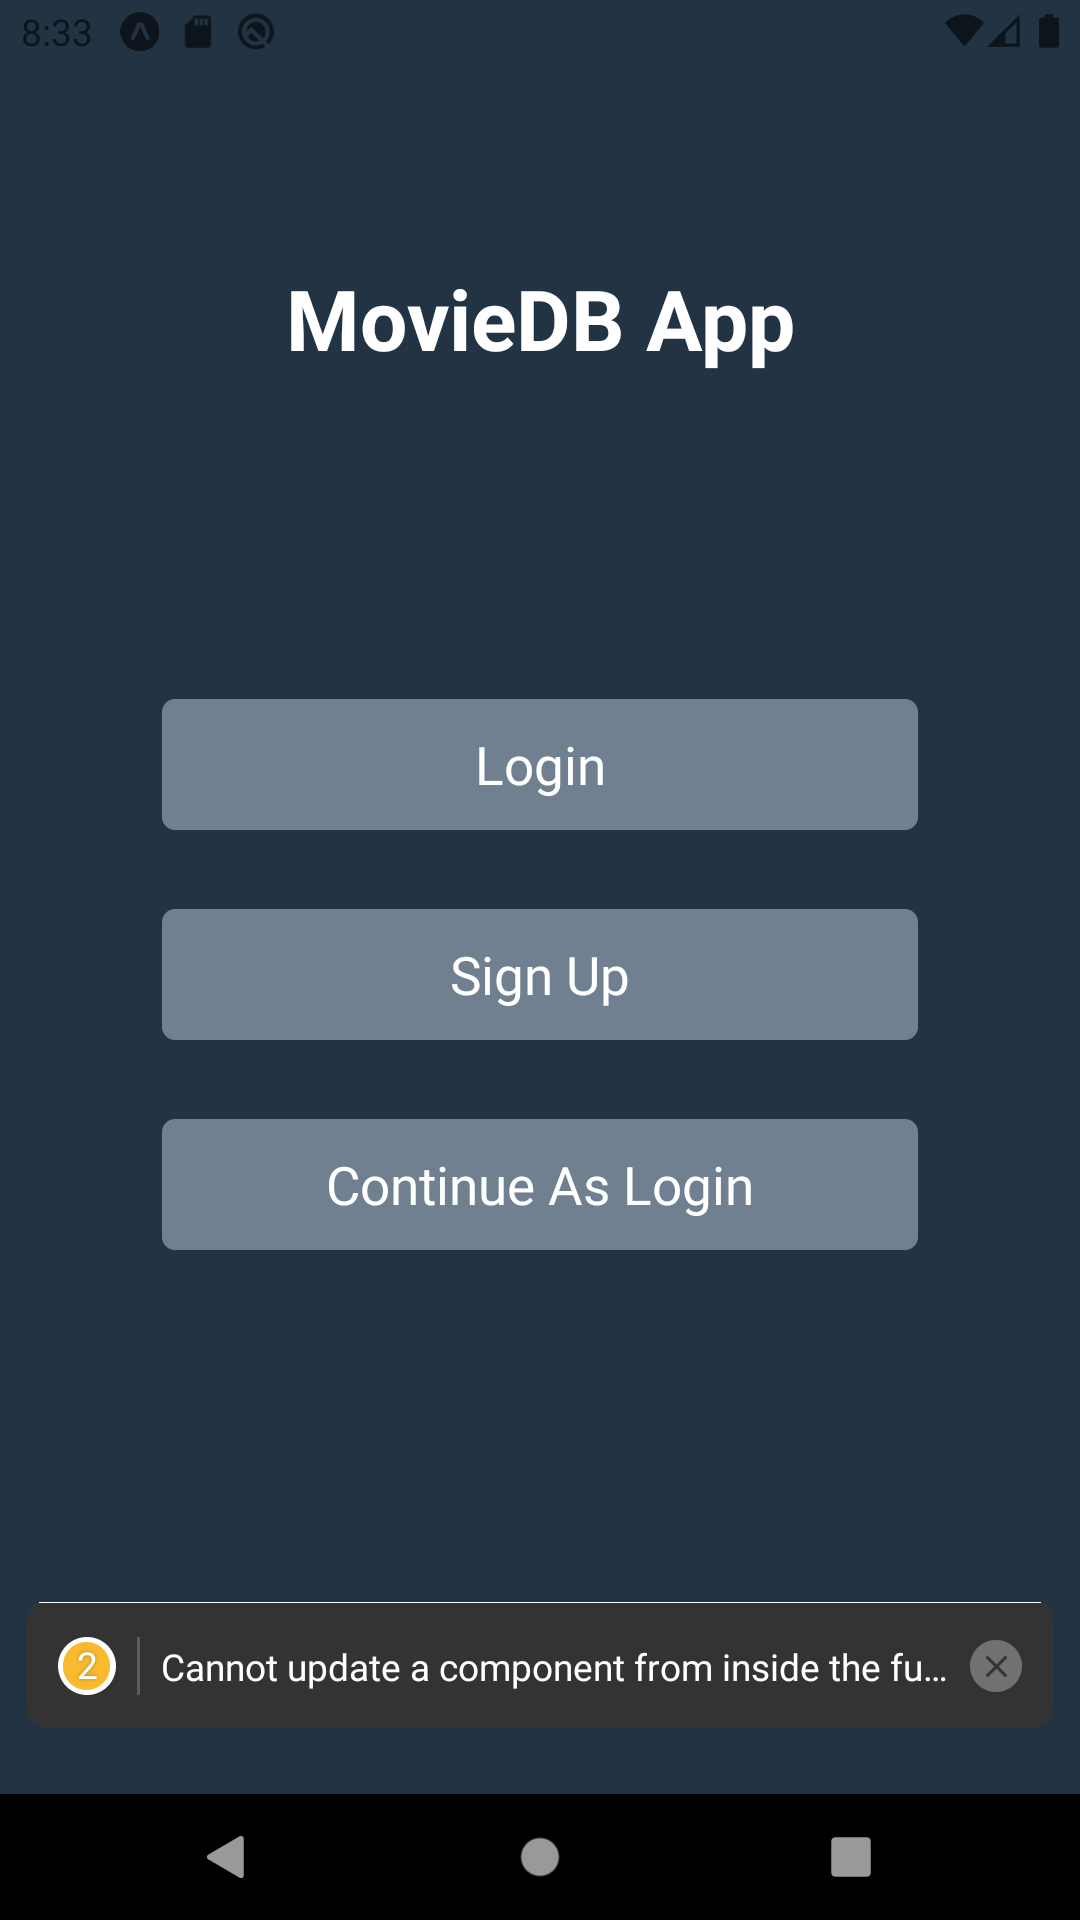 8:33
MovieDB App
Login
Sign Up
Continue As Login
2
Cannot update a component from inside the fu...